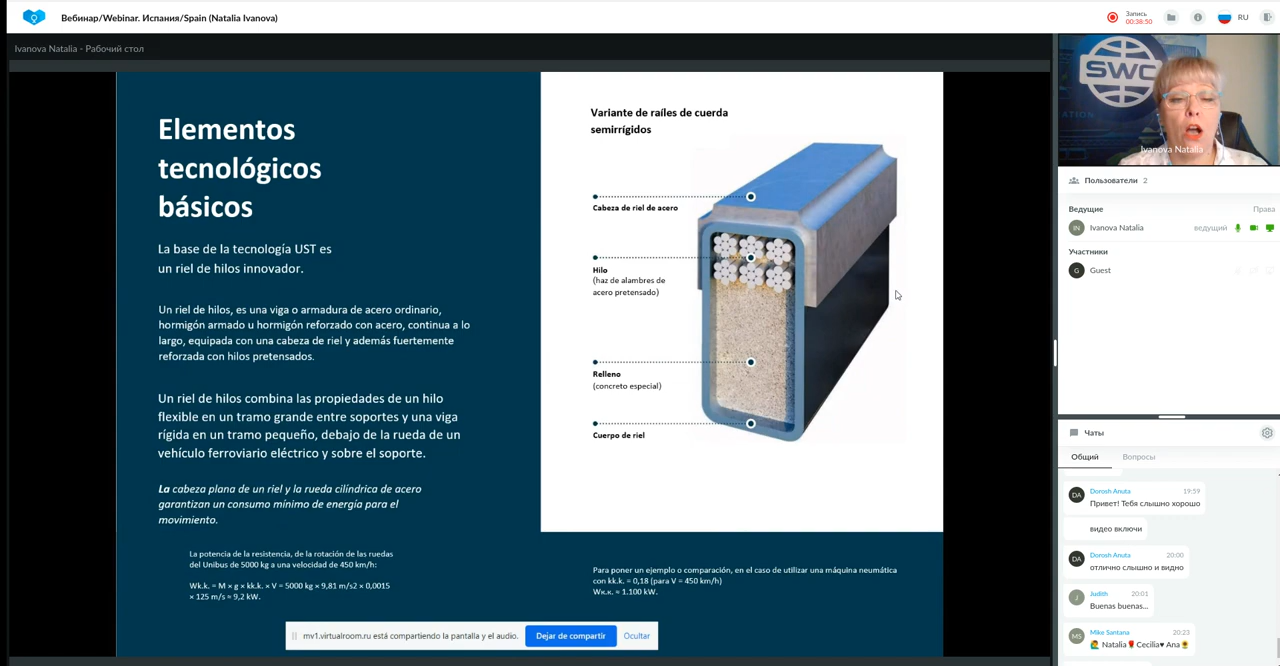 Вебинар/Webinar. Испания/Spain (Natalia Ivanova)
Запись
00:38:50
RU
Ivanova Natalia - Рабочий стол
Elementos
tecnológicos
básicos
La base de la tecnología UST es
un riel de hilos innovador.
Un riel de hilos, es una viga o armadura de acero ordinario,
hormigón armado u hormigón reforzado con acero, continua a lo
largo, equipada con una cabeza de riel y además fuertemente
reforzada con hilos pretensados.
Un riel de hilos combina las propiedades de un hilo
flexible en un tramo grande entre soportes y una viga
rígida en un tramo pequeño, debajo de la rueda de un
vehículo ferroviario eléctrico y sobre el soporte.
La cabeza plana de un riel y la rueda cilíndrica de acero
garantizan un consumo mínimo de energía para el
movimiento.
La potencia de la resistencia, de la rotación de las ruedas
del Unibus de 5000 kg a una velocidad de 450 km/h:
Wk.k. = M × g × kk.k. × V = 5000 kg × 9,81 m/s2 × 0,0015
× 125 m/s ≈ 9,2 kW.
Variante de raíles de cuerda
semirrígidos
Cabeza de riel de acero
Hilo
(haz de alambres de
acero pretensado)
Relleno
(concreto especial)
Cuerpo de riel
Para poner un ejemplo o comparación, en el caso de utilizar una máquina neumática
con kk.k. = 0,18 (para V = 450 km/h)
Wк.к. ≈ 1.100 kW.
mv1.virtualroom.ru está compartiendo la pantalla y el audio.
Dejar de compartir
Ocultar
SWC
Ivanova Natalia
Пользователи 2
Ведущие
Права
IN
Ivanova Natalia
ведущий
Участники
G
Guest
Чаты
Общий
Вопросы
DA
Dorosh Anuta
19:59
Привет! Тебя слышно хорошо
видео включи
DA
Dorosh Anuta
20:00
отлично слышно и видно
J
Judith
20:01
Buenas buenas...
MS
Mike Santana
20:23
🙋‍♂️ Natalia🌹Cecilia♥ Ana🌻